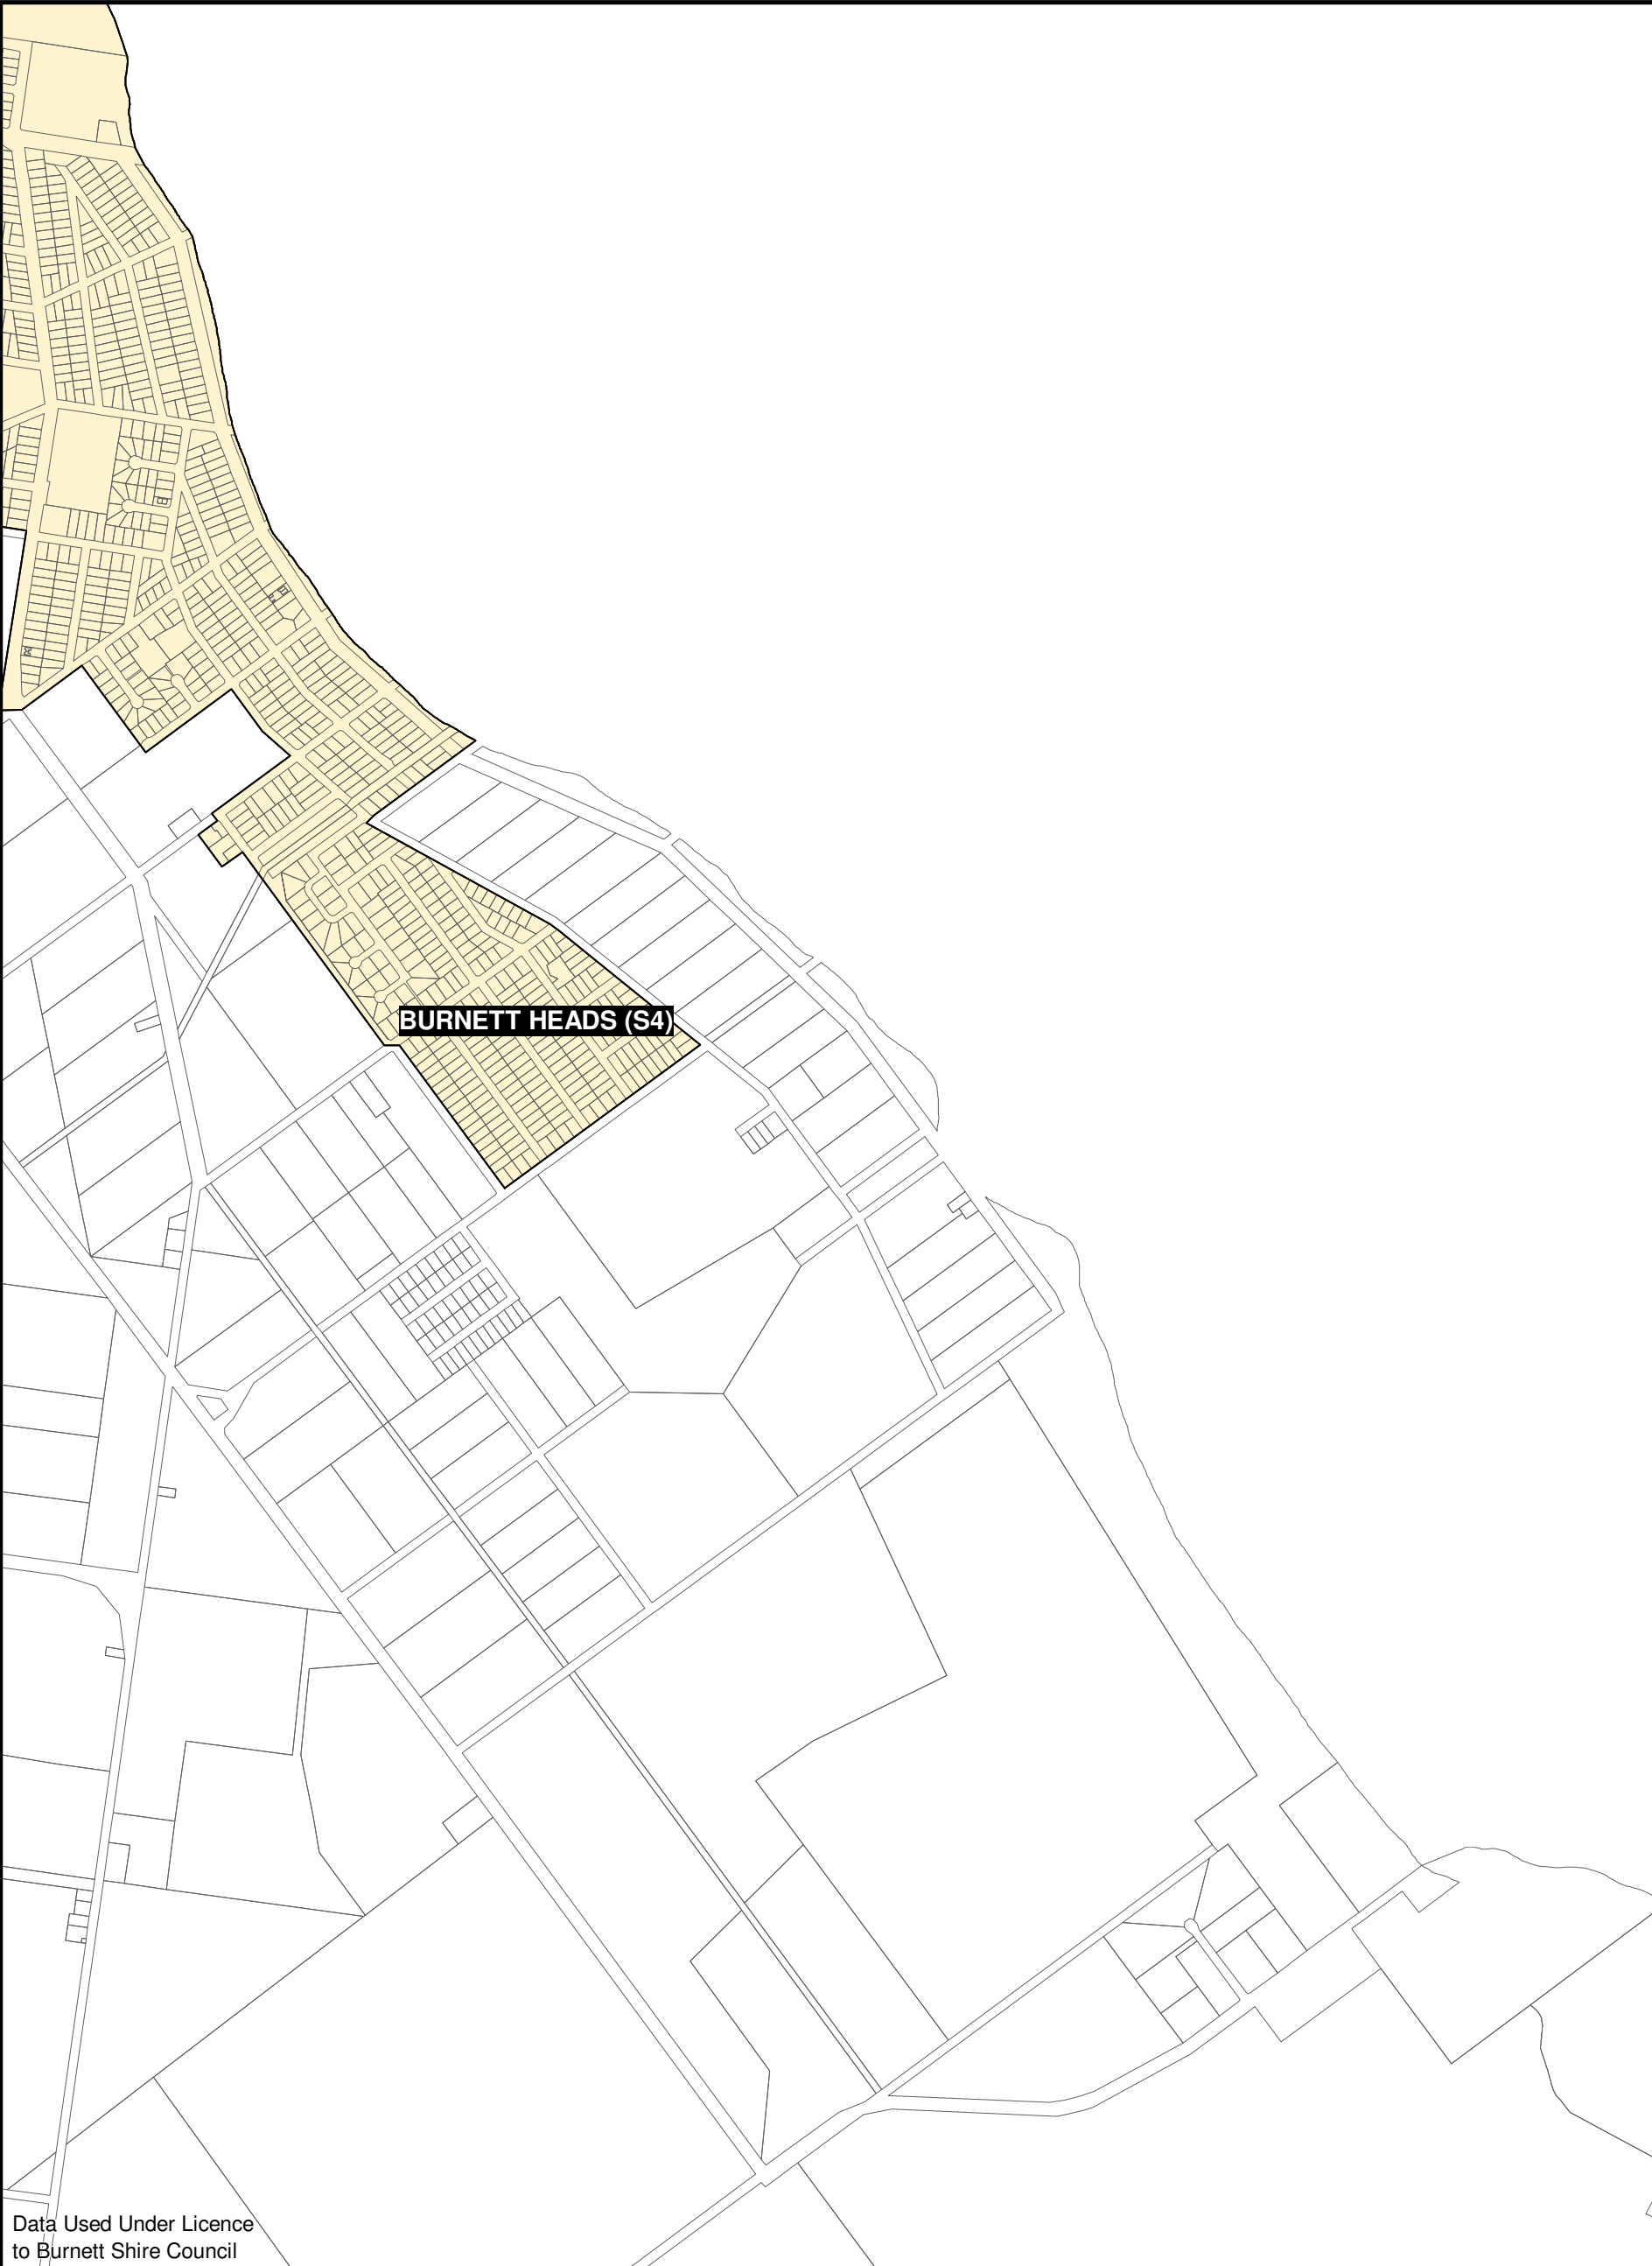 BURNETT HEADS (S4)
Data Used Under Licence
to Burnett Shire Council